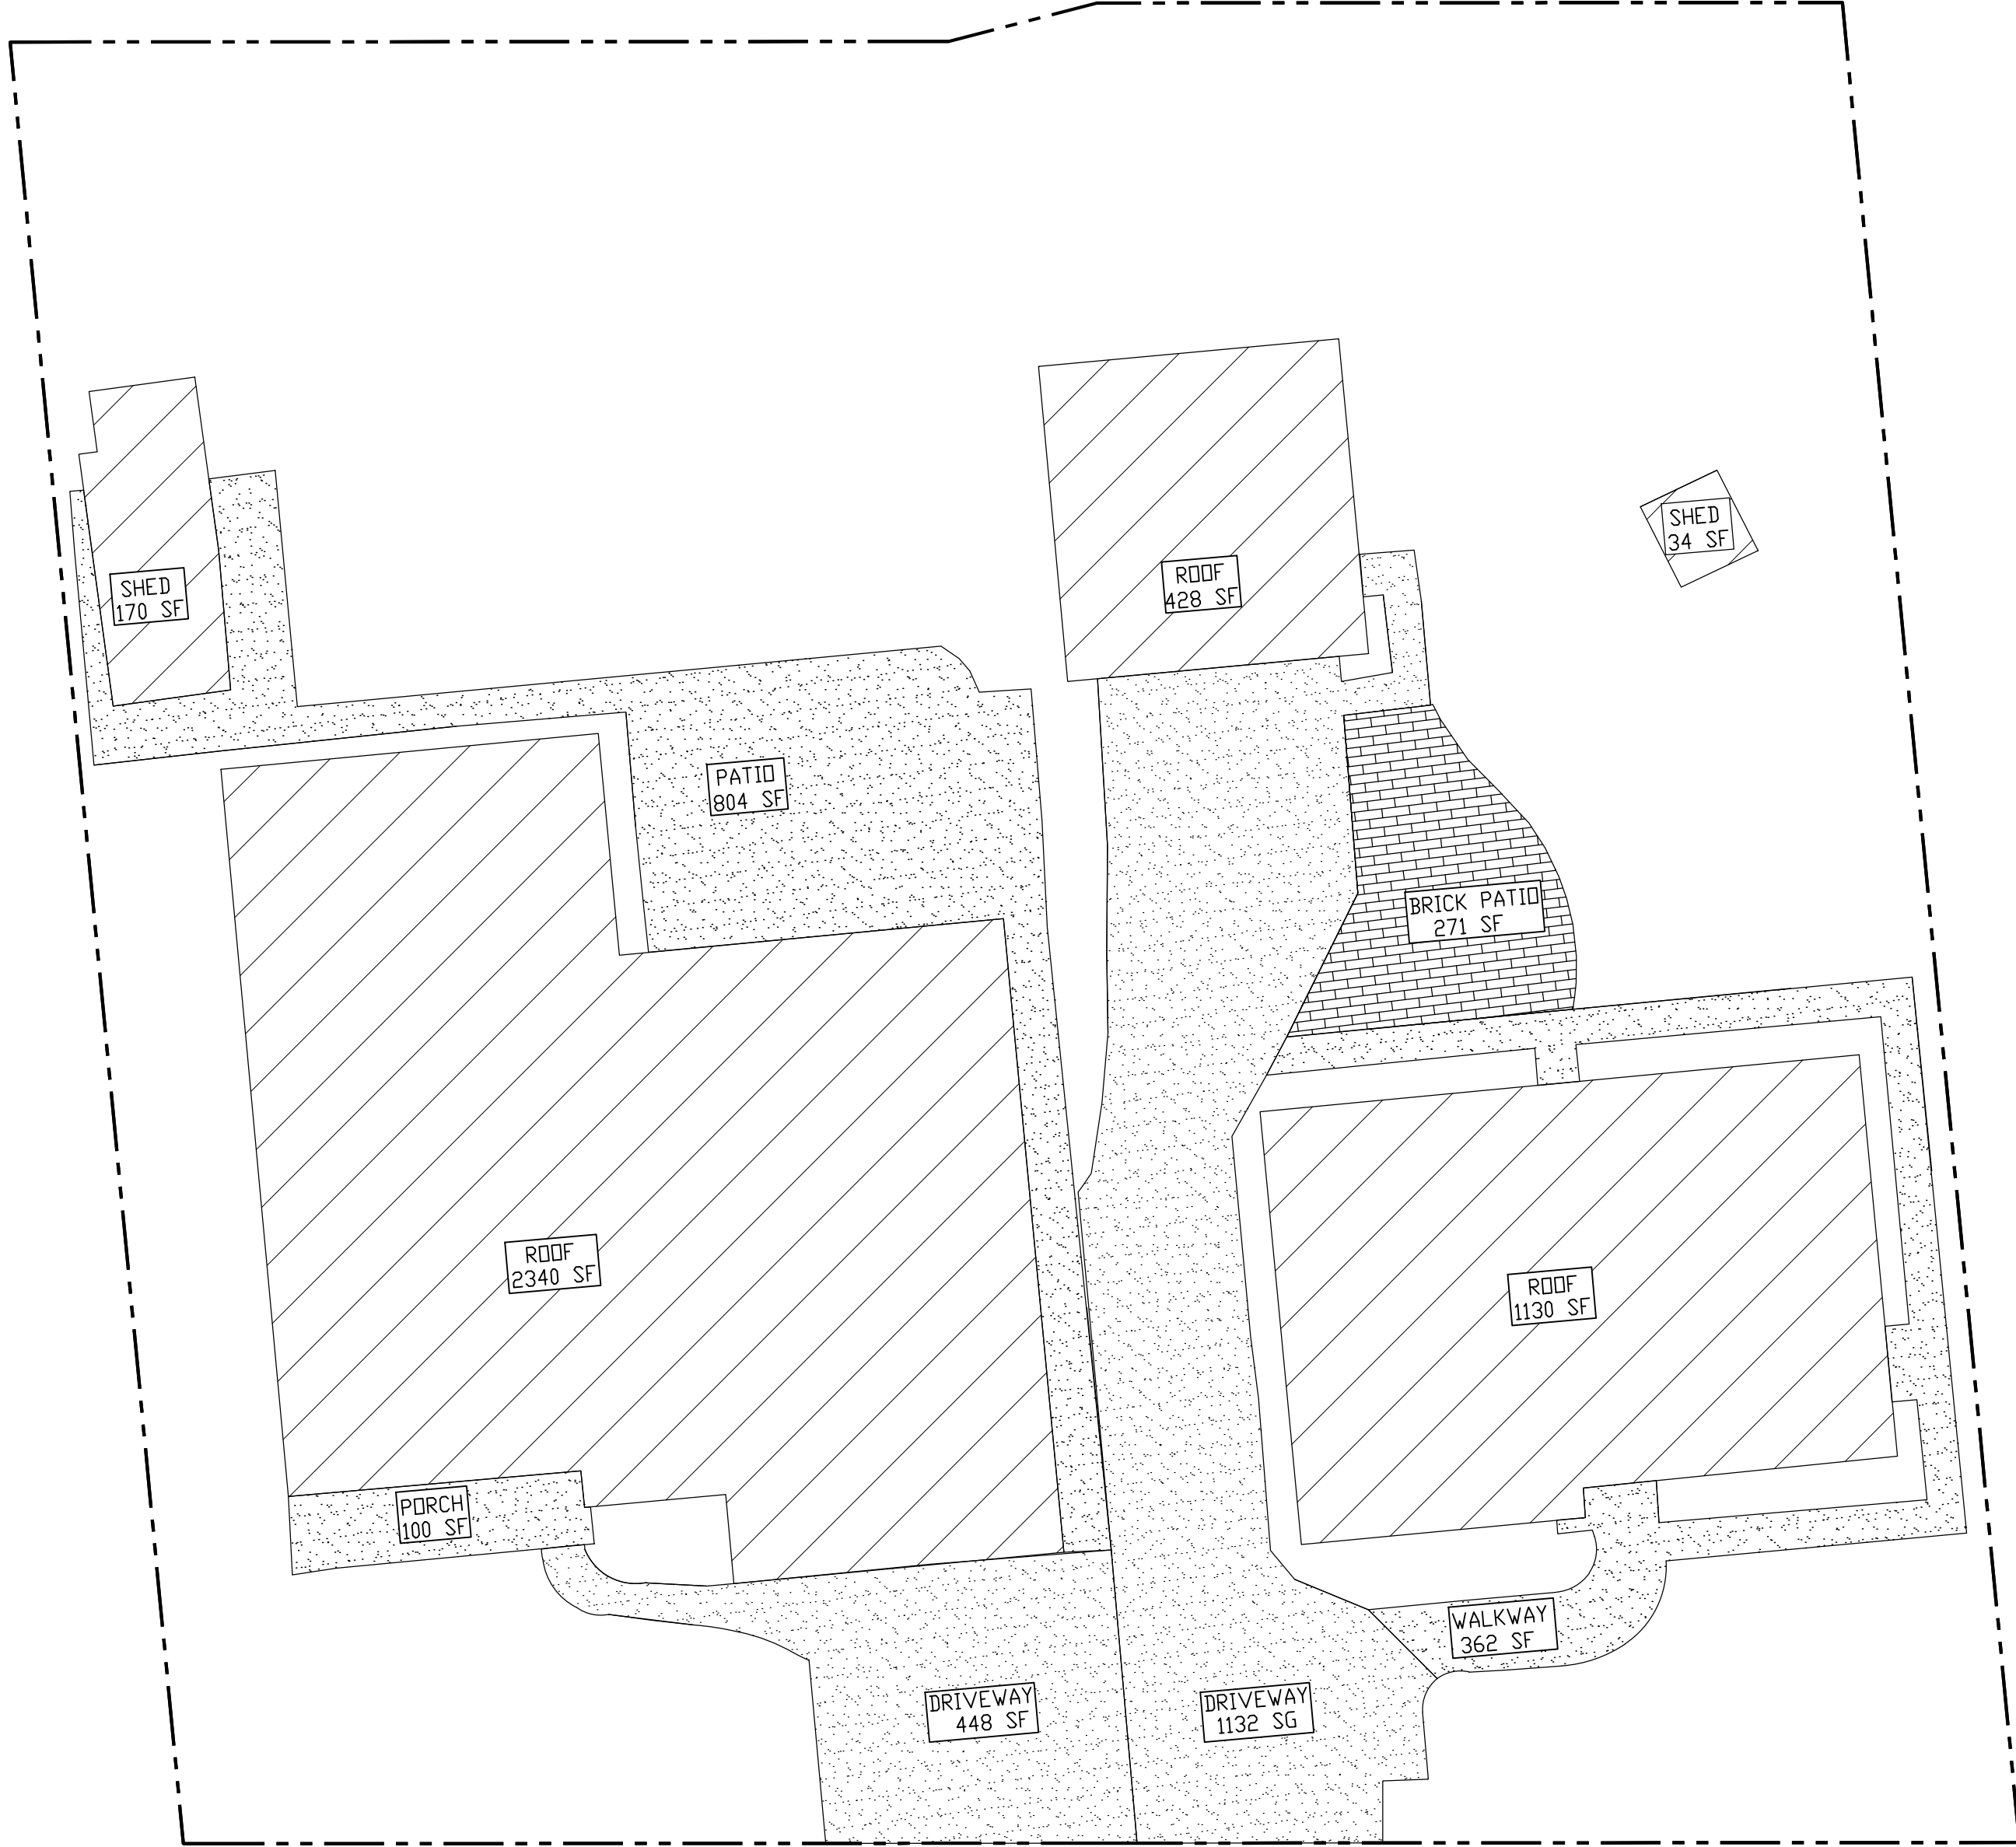 SHED
34 SF
SHED
170 SF
ROOF
428 SF
PATIO
804 SF
BRICK PATIO
271 SF
ROOF
2340 SF
ROOF
1130 SF
PORCH
100 SF
WALKWAY
362 SF
DRIVEWAY
448 SF
DRIVEWAY
1132 SG